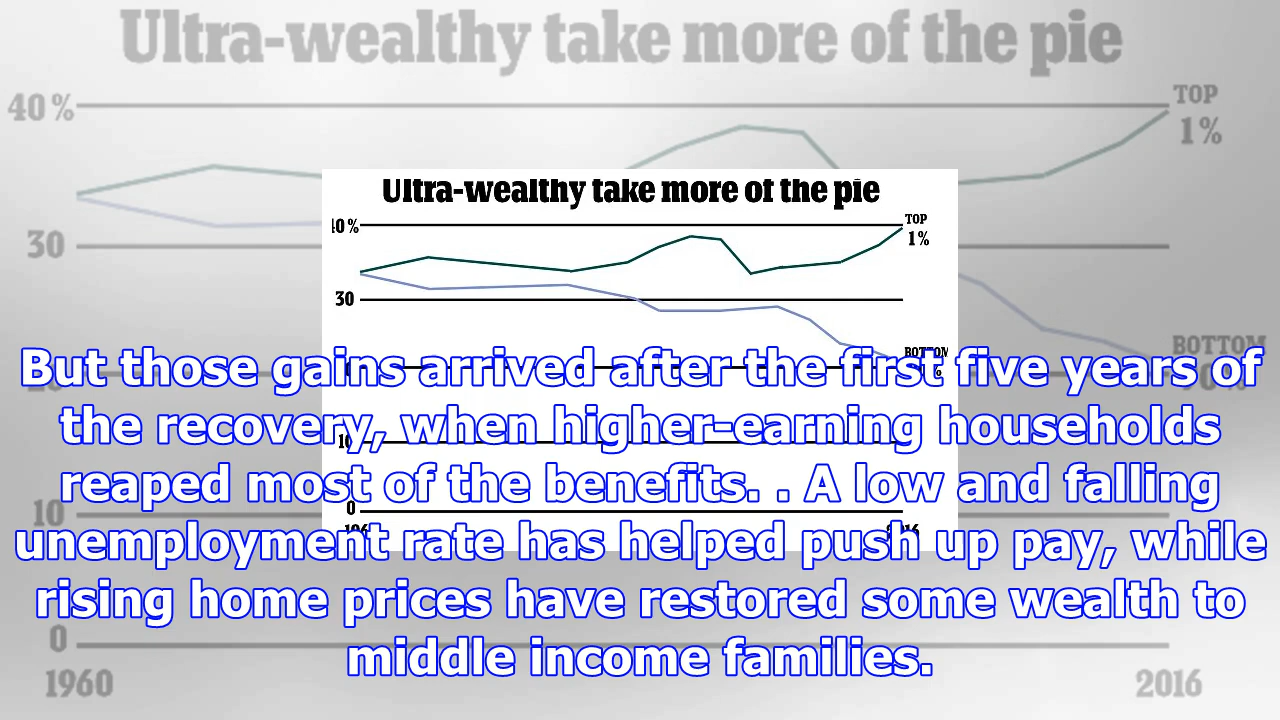 Ultra-wealthy take more of the pie
40%
TOP
1%
Ultra-wealthy take more of the pie
40%
TOP
1%
30
30
BOTTOM
BOTTOM
But those gains arrived after the first five years of
the recovery, when higher-earning households
reaped most of the benefits. . A low and falling
unemployment rate has helped push up pay, while
rising home prices have restored some wealth to
middle income families.
10
10
0
0
1960
2016